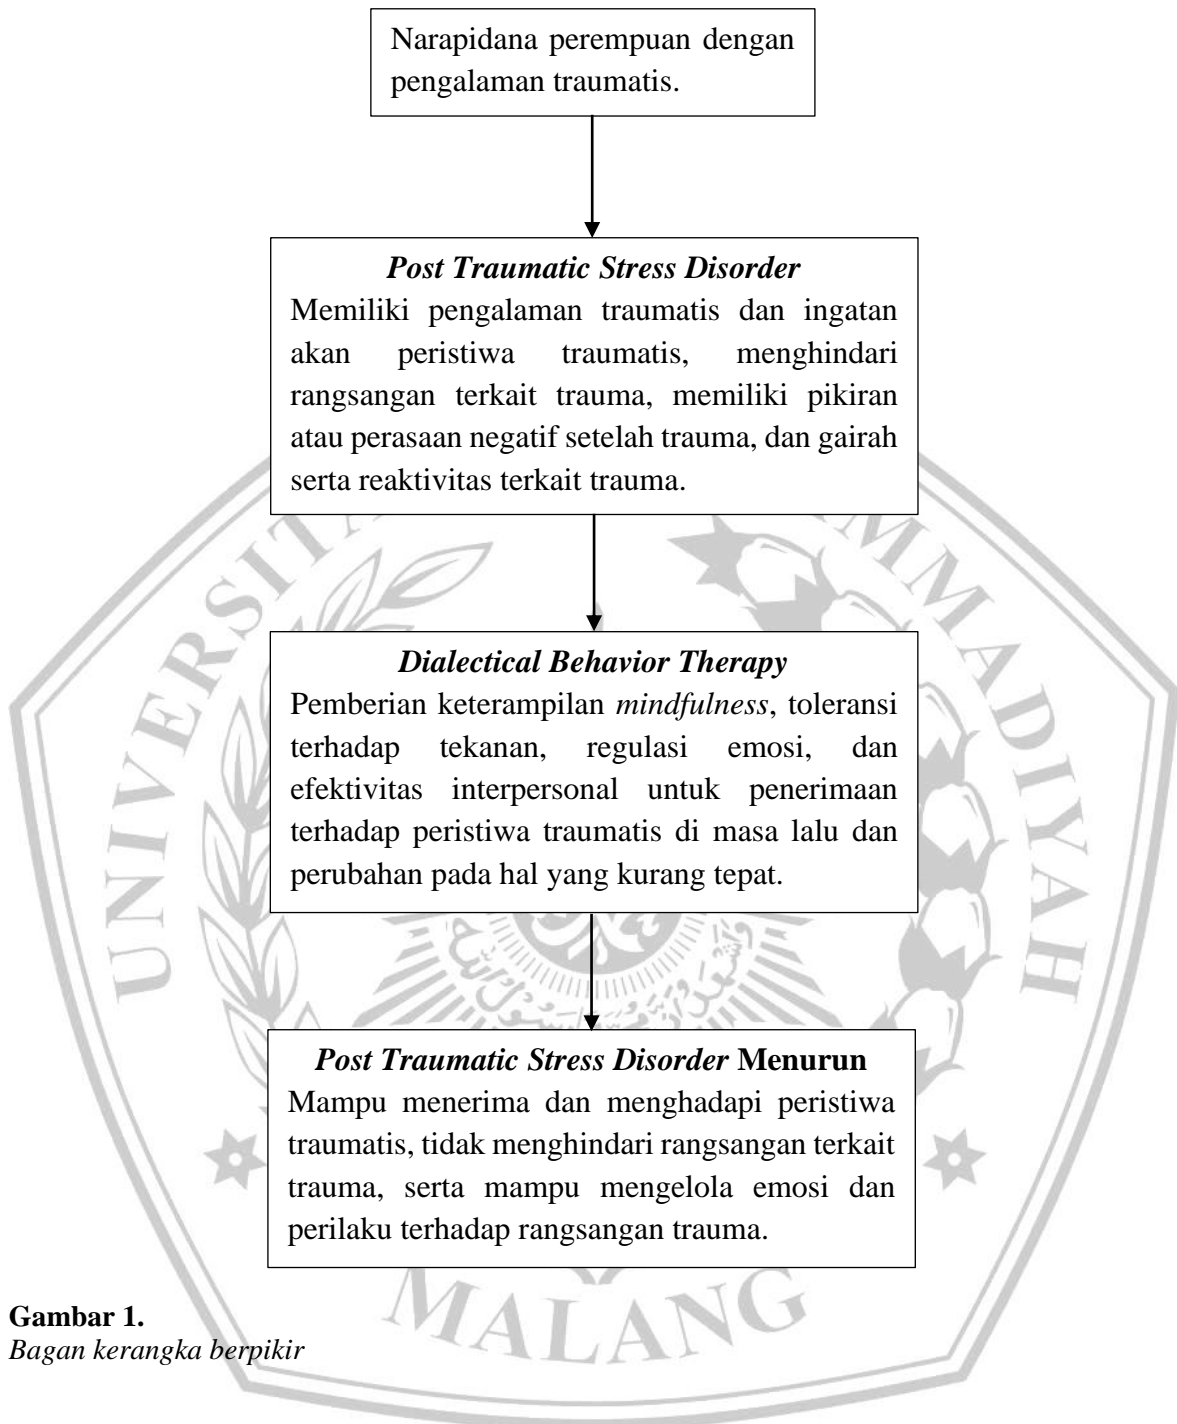 Narapidana perempuan dengan
pengalaman traumatis.
Post Traumatic Stress Disorder
Memiliki pengalaman traumatis dan ingatan
akan peristiwa traumatis, menghindari
rangsangan terkait trauma, memiliki pikiran
atau perasaan negatif setelah trauma, dan gairah
serta reaktivitas terkait trauma.
Dialectical Behavior Therapy
Pemberian keterampilan mindfulness, toleransi
terhadap tekanan, regulasi emosi, dan
efektivitas interpersonal untuk penerimaan
terhadap peristiwa traumatis di masa lalu dan
perubahan pada hal yang kurang tepat.
Post Traumatic Stress Disorder Menurun
Mampu menerima dan menghadapi peristiwa
traumatis, tidak menghindari rangsangan terkait
trauma, serta mampu mengelola emosi dan
perilaku terhadap rangsangan trauma.
MALANG
Gambar 1.
Bagan kerangka berpikir